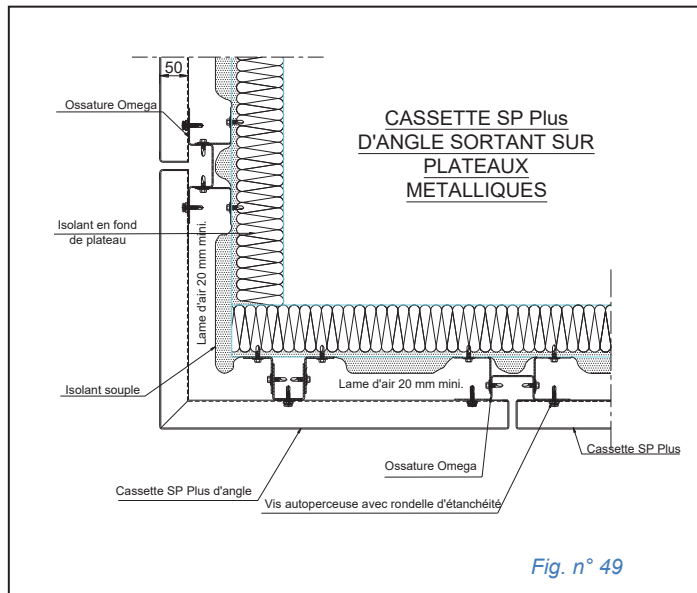 50
Ossature Omega
CASSETTE SP Plus
D'ANGLE SORTANT SUR
PLATEAUX
METALLIQUES
Isolant en fond
de plateau
Lame d'air 20 mm mini.
Isolant souple
Lame d'air 20 mm mini.
Cassette SP Plus
Ossature Omega
Cassette SP Plus d'angle
Vis autoperceuse avec rondelle d'étanchéité
Fig. n° 49